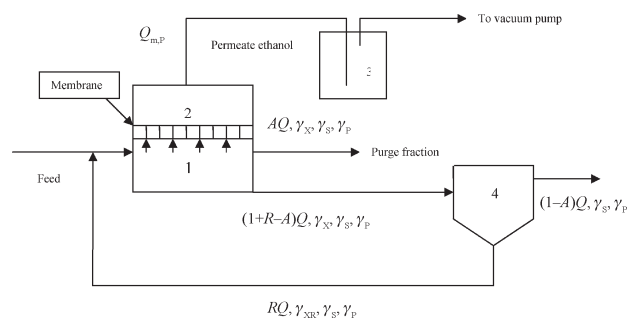 To vacuum pump
Q_m,P
Permeate ethanol
3
Membrane
2
AQ, γ_X, γ_S, γ_P
Purge fraction
1
Feed
4
(1–A)Q, γ_S, γ_P
(1+R–A)Q, γ_X, γ_S, γ_P
RQ, γ_XR, γ_S, γ_P